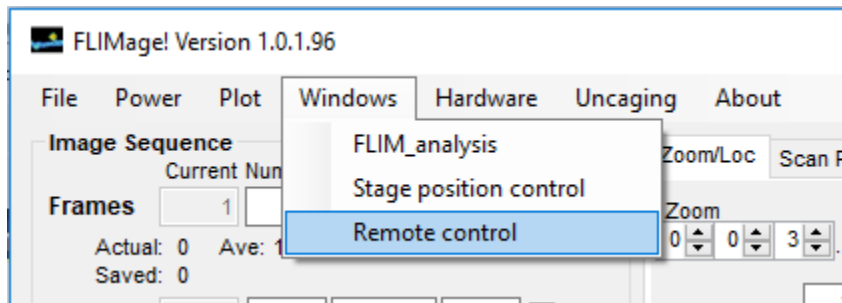 FLIMage! Version 1.0.1.96
File Power Plot Windows Hardware Uncaging About
Image Sequence
FLIM_analysis
Zoom/Loc Scan
Current
Stage position control
Frames 1
Zoom
Remote control
0 0 3
Actual: 0 Ave: 1
Saved: 0